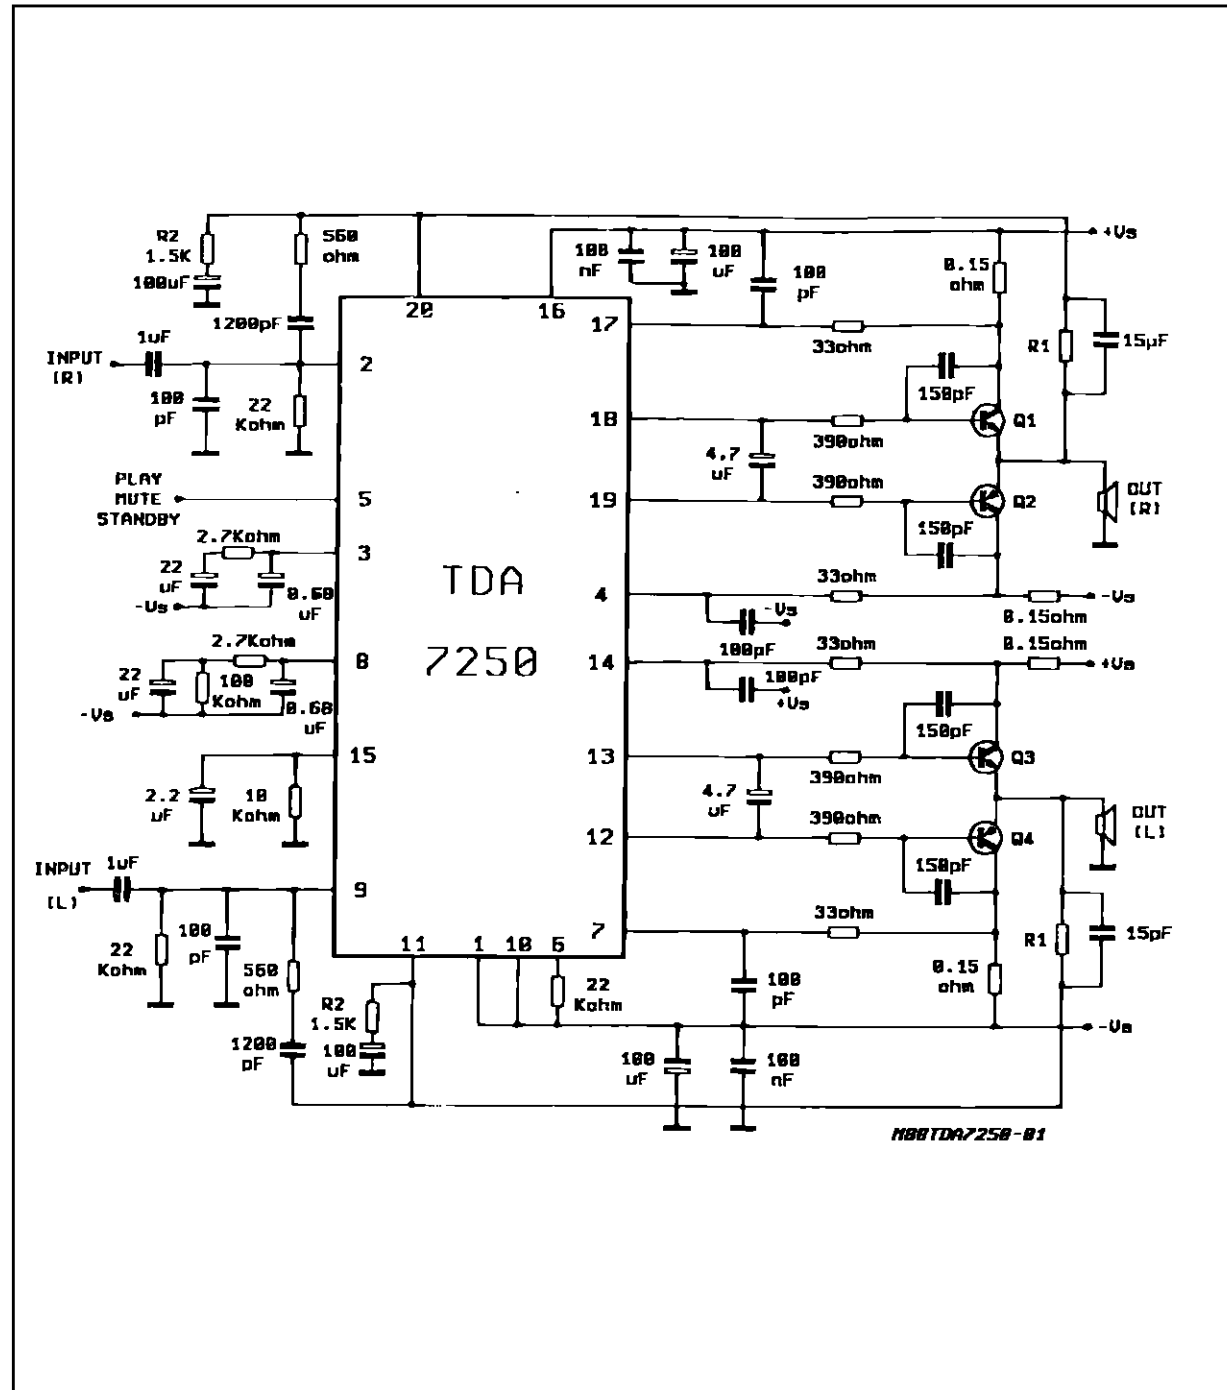 R2
1.5K
100uF
560
ohm
1200pF
1uF
INPUT
(R)
100
pF
22
Kohm
PLAY
MUTE
STANDBY
2.7Kohm
22
uF
-Vs
0.68
uF
2.7Kohm
22
uF
100
Kohm
-Vs
0.68
uF
2.2
uF
10
Kohm
1uF
INPUT
(L)
22
Kohm
100
pF
560
ohm
1200
pF
R2
1.5K
100
uF
20
16
2
5
3
8
15
9
11
1
10
6
TDA
7250
17
18
19
4
14
13
12
7
22
Kohm
100
nF
100
uF
100
pF
0.15
ohm
+Vs
33ohm
R1
15µF
150pF
Q1
390ohm
4.7
uF
390ohm
Q2
OUT
(R)
150pF
33ohm
-Vs
0.15ohm
-Vs
100pF
33ohm
0.15ohm
+Vs
100pF
+Vs
150pF
Q3
390ohm
4.7
uF
390ohm
OUT
(L)
Q4
150pF
33ohm
R1
15pF
100
pF
0.15
ohm
-Vs
100
uF
100
nF
M88TDA7250-01